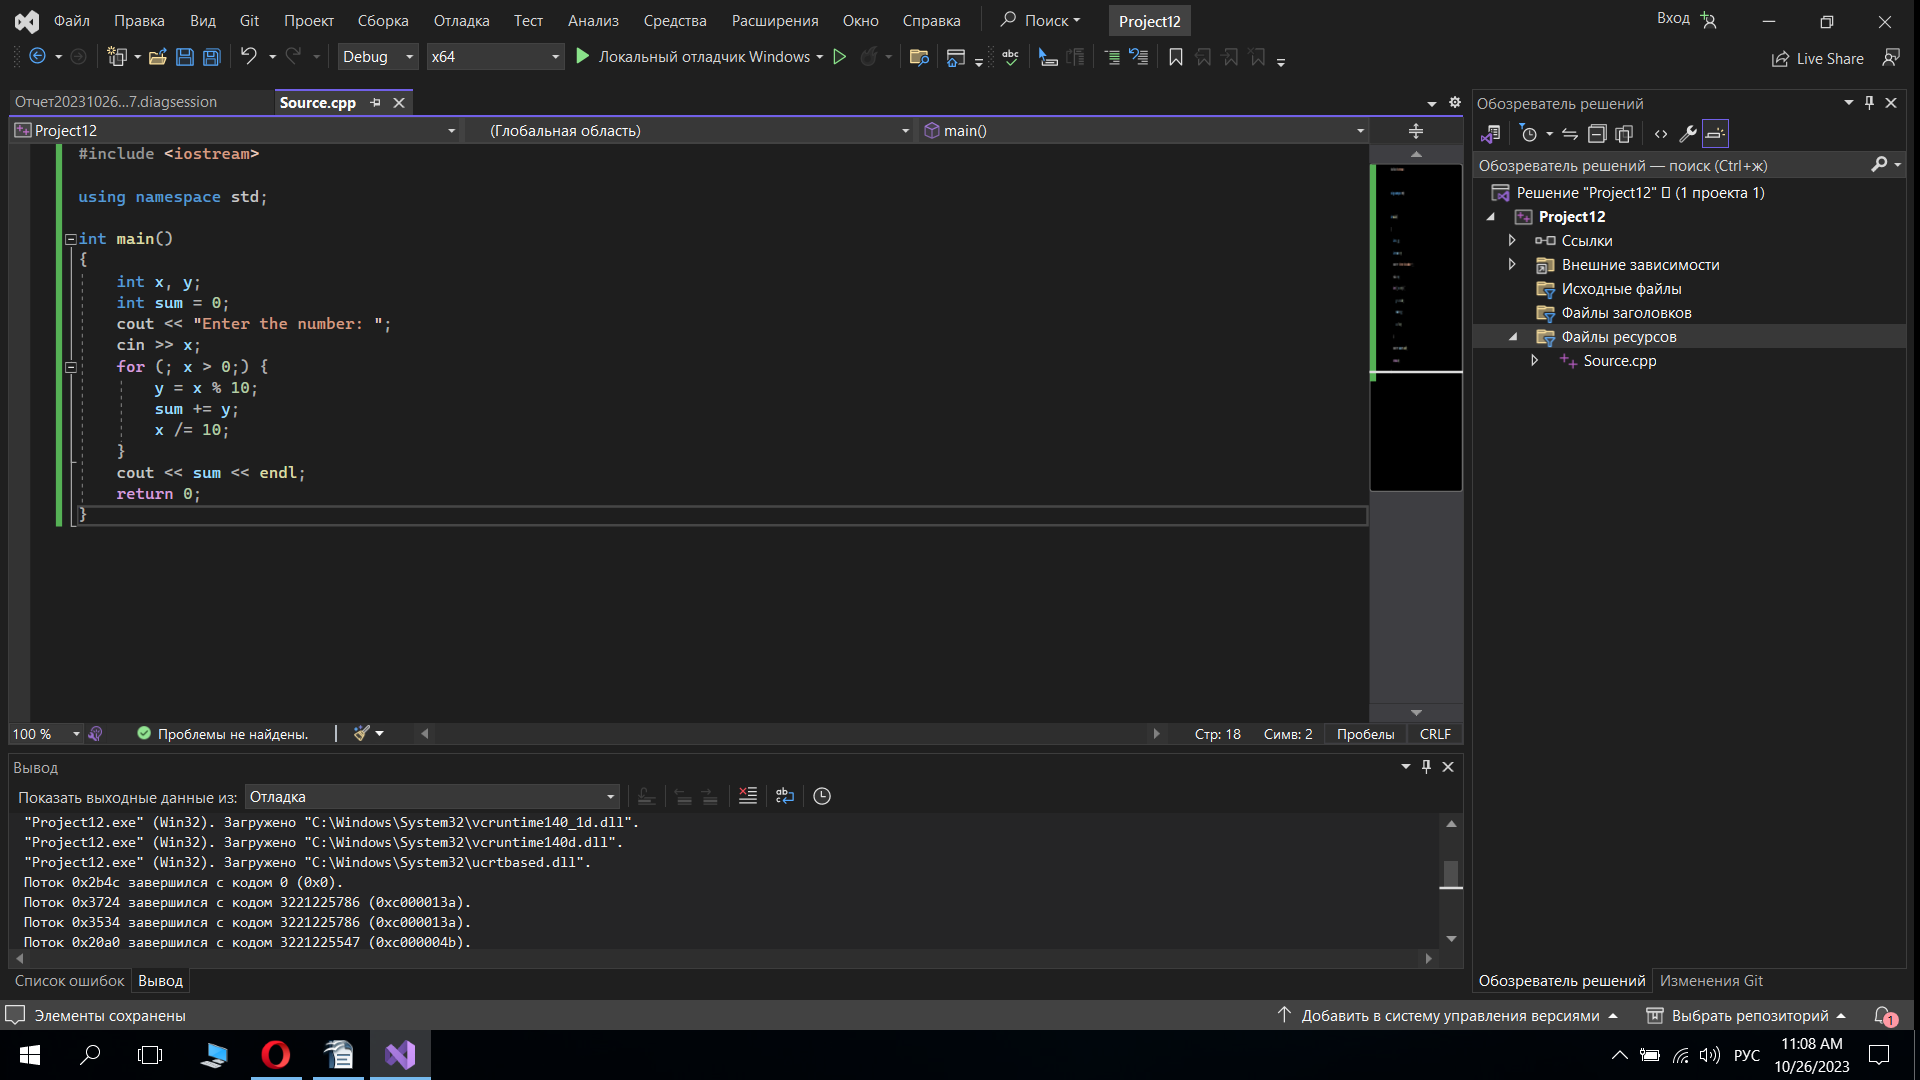 Файл Правка Вид Git Проект Сборка Отладка Тест Анализ Средства Расширения Окно Справка Поиск Project12 Вход
Debug x64 Локальный отладчик Windows Live Share
Отчет20231026...7.diagsession Source.cpp
Project12 (Глобальная область) main()
#include <iostream>
using namespace std;
int main()
{
int x, y;
int sum = 0;
cout << "Enter the number: ";
cin >> x;
for (; x > 0;) {
y = x % 10;
sum += y;
x /= 10;
}
cout << sum << endl;
return 0;
}
100 % Проблемы не найдены. Стр: 18 Симв: 2 Пробелы CRLF
Вывод
Показать выходные данные из: Отладка
"Project12.exe" (Win32). Загружено "C:\Windows\System32\vcruntime140_1d.dll".
"Project12.exe" (Win32). Загружено "C:\Windows\System32\vcruntime140d.dll".
"Project12.exe" (Win32). Загружено "C:\Windows\System32\ucrtbased.dll".
Поток 0x2b4c завершился с кодом 0 (0x0).
Поток 0x3724 завершился с кодом 3221225786 (0xc000013a).
Поток 0x3534 завершился с кодом 3221225786 (0xc000013a).
Поток 0x20a0 завершился с кодом 3221225547 (0xc000004b).
Список ошибок Вывод
Обозреватель решений
Обозреватель решений — поиск (Ctrl+ж)
Решение "Project12" (1 проекта 1)
Project12
Ссылки
Внешние зависимости
Исходные файлы
Файлы заголовков
Файлы ресурсов
Source.cpp
Обозреватель решений Изменения Git
Элементы сохранены Добавить в систему управления версиями Выбрать репозиторий 1
РУС 11:08 AM
10/26/2023